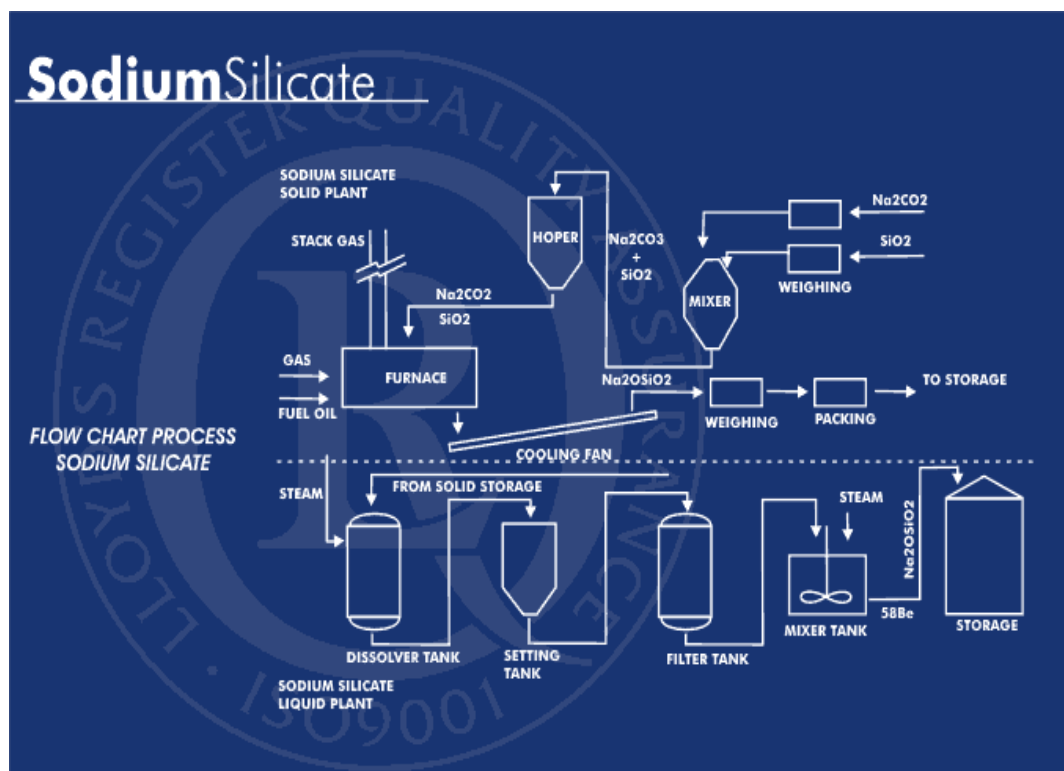 SodiumSilicate
SODIUM SILICATE
SOLID PLANT
STACK GAS
HOPER
Na2CO3
+
SiO2
Na2CO2
SiO2
WEIGHING
MIXER
Na2CO2
SiO2
GAS
FUEL OIL
FURNACE
Na2OSiO2
WEIGHING
PACKING
TO STORAGE
COOLING FAN
FLOW CHART PROCESS
SODIUM SILICATE
STEAM
FROM SOLID STORAGE
DISSOLVER TANK
SETTING
TANK
FILTER TANK
STEAM
MIXER TANK
58Be
Na2OSiO2
STORAGE
SODIUM SILICATE
LIQUID PLANT
LLOYDS REGISTER QUALITY ASSURANCE
ISO9001